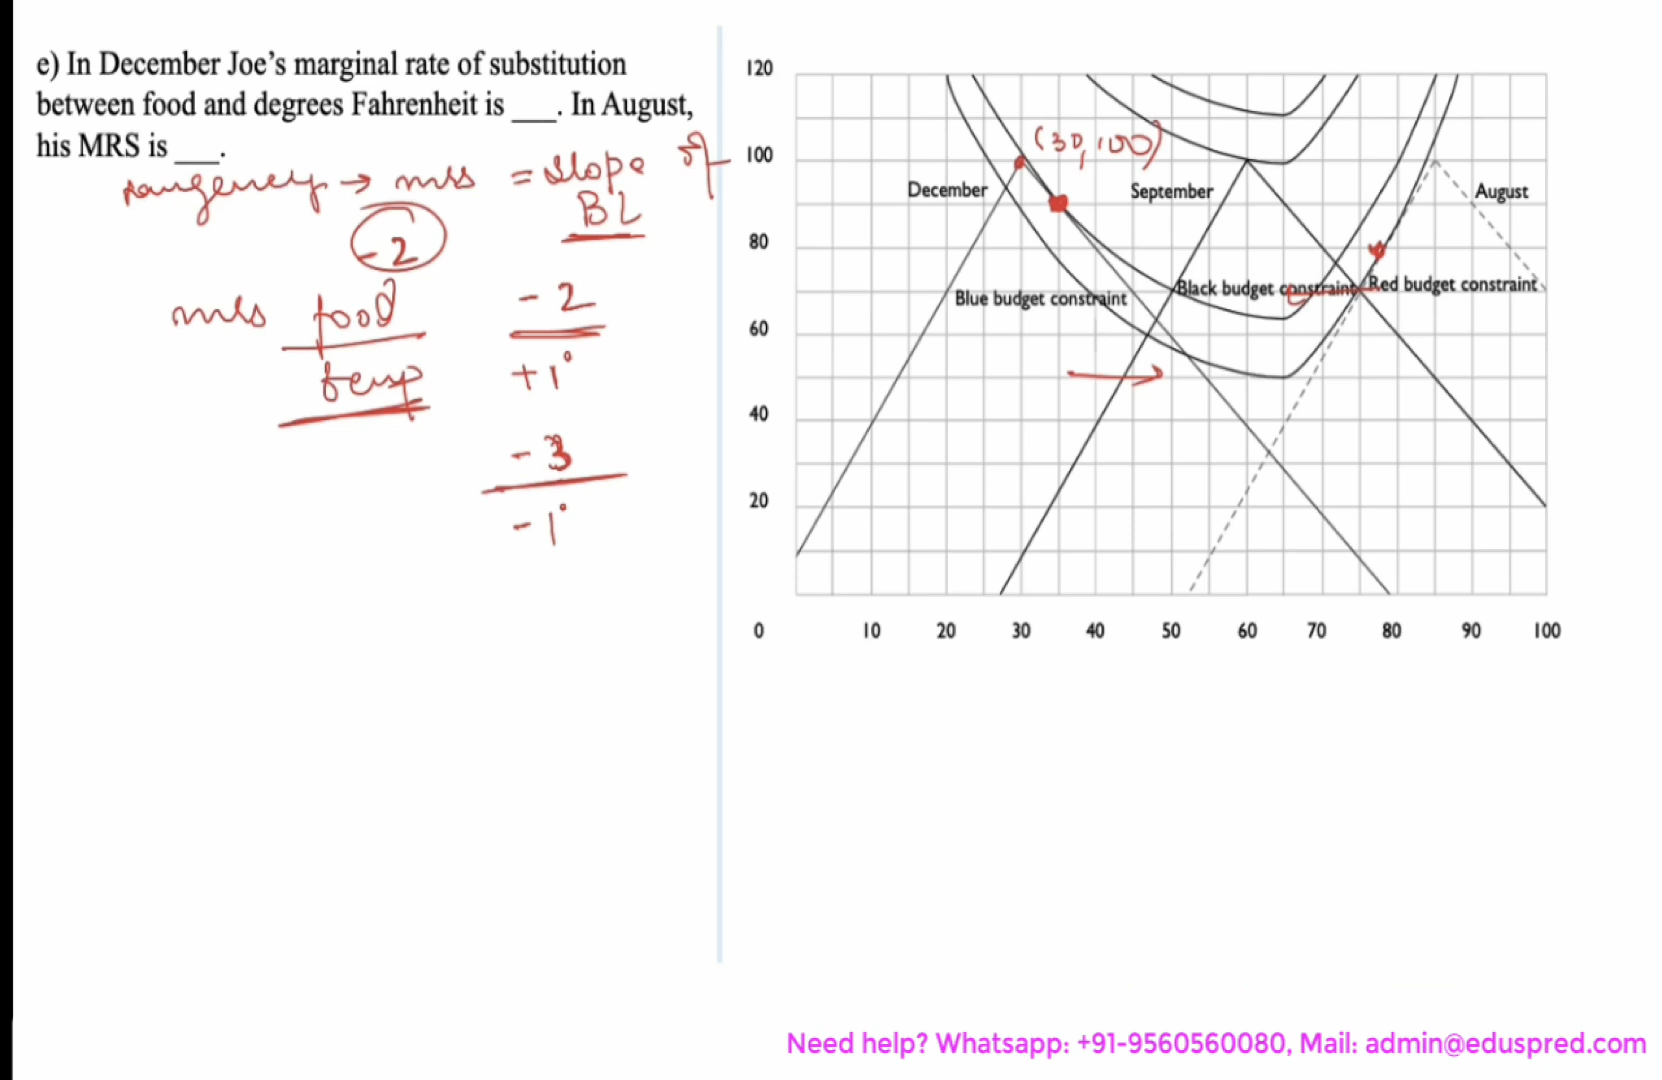 e) In December Joe's marginal rate of substitution
between food and degrees Fahrenheit is ___. In August,
his MRS is ___.
tangency → mrs = slope of
BL
-2
mrs food
temp
-2
+1°
-3
-1°
120
100
80
60
40
20
0 10 20 30 40 50 60 70 80 90 100
(30,100)
December
September
August
Blue budget constraint
Black budget constraint
Red budget constraint
Need help? Whatsapp: +91-9560560080, Mail: admin@eduspred.com